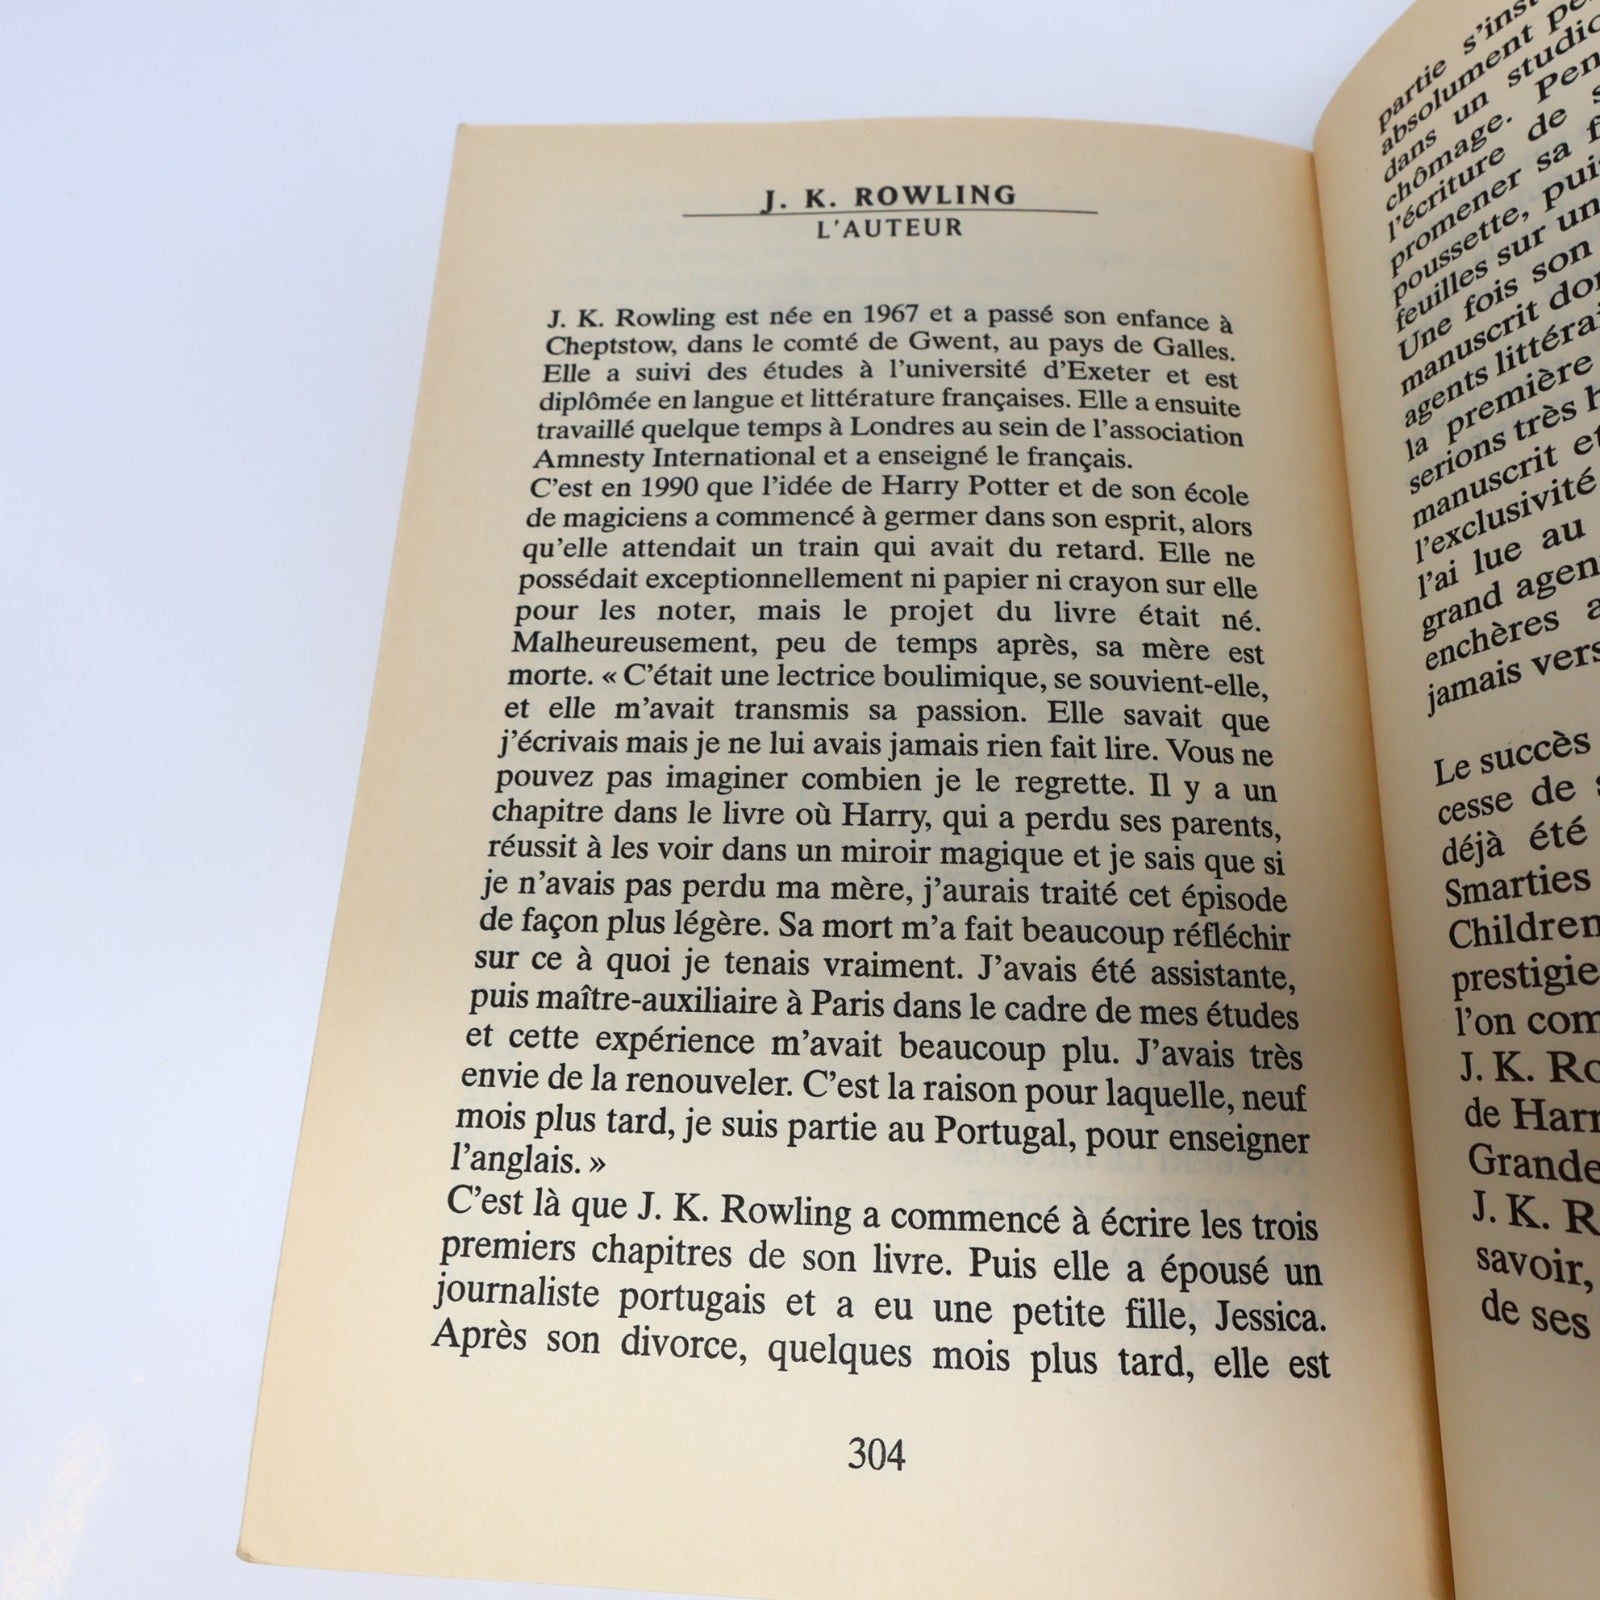 J. K. ROWLING
L'AUTEUR
J. K. Rowling est née en 1967 et a passé son enfance à
Cheptstow, dans le comté de Gwent, au pays de Galles.
Elle a suivi des études à l'université d'Exeter et est
diplômée en langue et littérature françaises. Elle a ensuite
travaillé quelque temps à Londres au sein de l'association
Amnesty International et a enseigné le français.
C'est en 1990 que l'idée de Harry Potter et de son école
de magiciens a commencé à germer dans son esprit, alors
qu'elle attendait un train qui avait du retard. Elle ne
possédait exceptionnellement ni papier ni crayon sur elle
pour les noter, mais le projet du livre était né.
Malheureusement, peu de temps après, sa mère est
morte. « C'était une lectrice boulimique, se souvient-elle,
et elle m'avait transmis sa passion. Elle savait que
j'écrivais mais je ne lui avais jamais rien fait lire. Vous ne
pouvez pas imaginer combien je le regrette. Il y a un
chapitre dans le livre où Harry, qui a perdu ses parents,
réussit à les voir dans un miroir magique et je sais que si
je n'avais pas perdu ma mère, j'aurais traité cet épisode
de façon plus légère. Sa mort m'a fait beaucoup réfléchir
sur ce à quoi je tenais vraiment. J'avais été assistante,
puis maître-auxiliaire à Paris dans le cadre de mes études
et cette expérience m'avait beaucoup plu. J'avais très
envie de la renouveler. C'est la raison pour laquelle, neuf
mois plus tard, je suis partie au Portugal, pour enseigner
l'anglais. »
C'est là que J. K. Rowling a commencé à écrire les trois
premiers chapitres de son livre. Puis elle a épousé un
journaliste portugais et a eu une petite fille, Jessica.
Après son divorce, quelques mois plus tard, elle est
304
partie s'inst
absolument
dans un studio
chômage. Pen
l'écriture de
promener sa
poussette, puis
feuilles sur un
Une fois son
manuscrit don
agents littérai
la première
serions très h
manuscrit et
l'exclusivité
l'ai lue au
grand agen
enchères a
jamais vers
Le succès
cesse de
déjà été
Smarties
Children
prestigie
l'on com
J. K. Ro
de Harr
Grande
J. K. R
savoir,
de ses